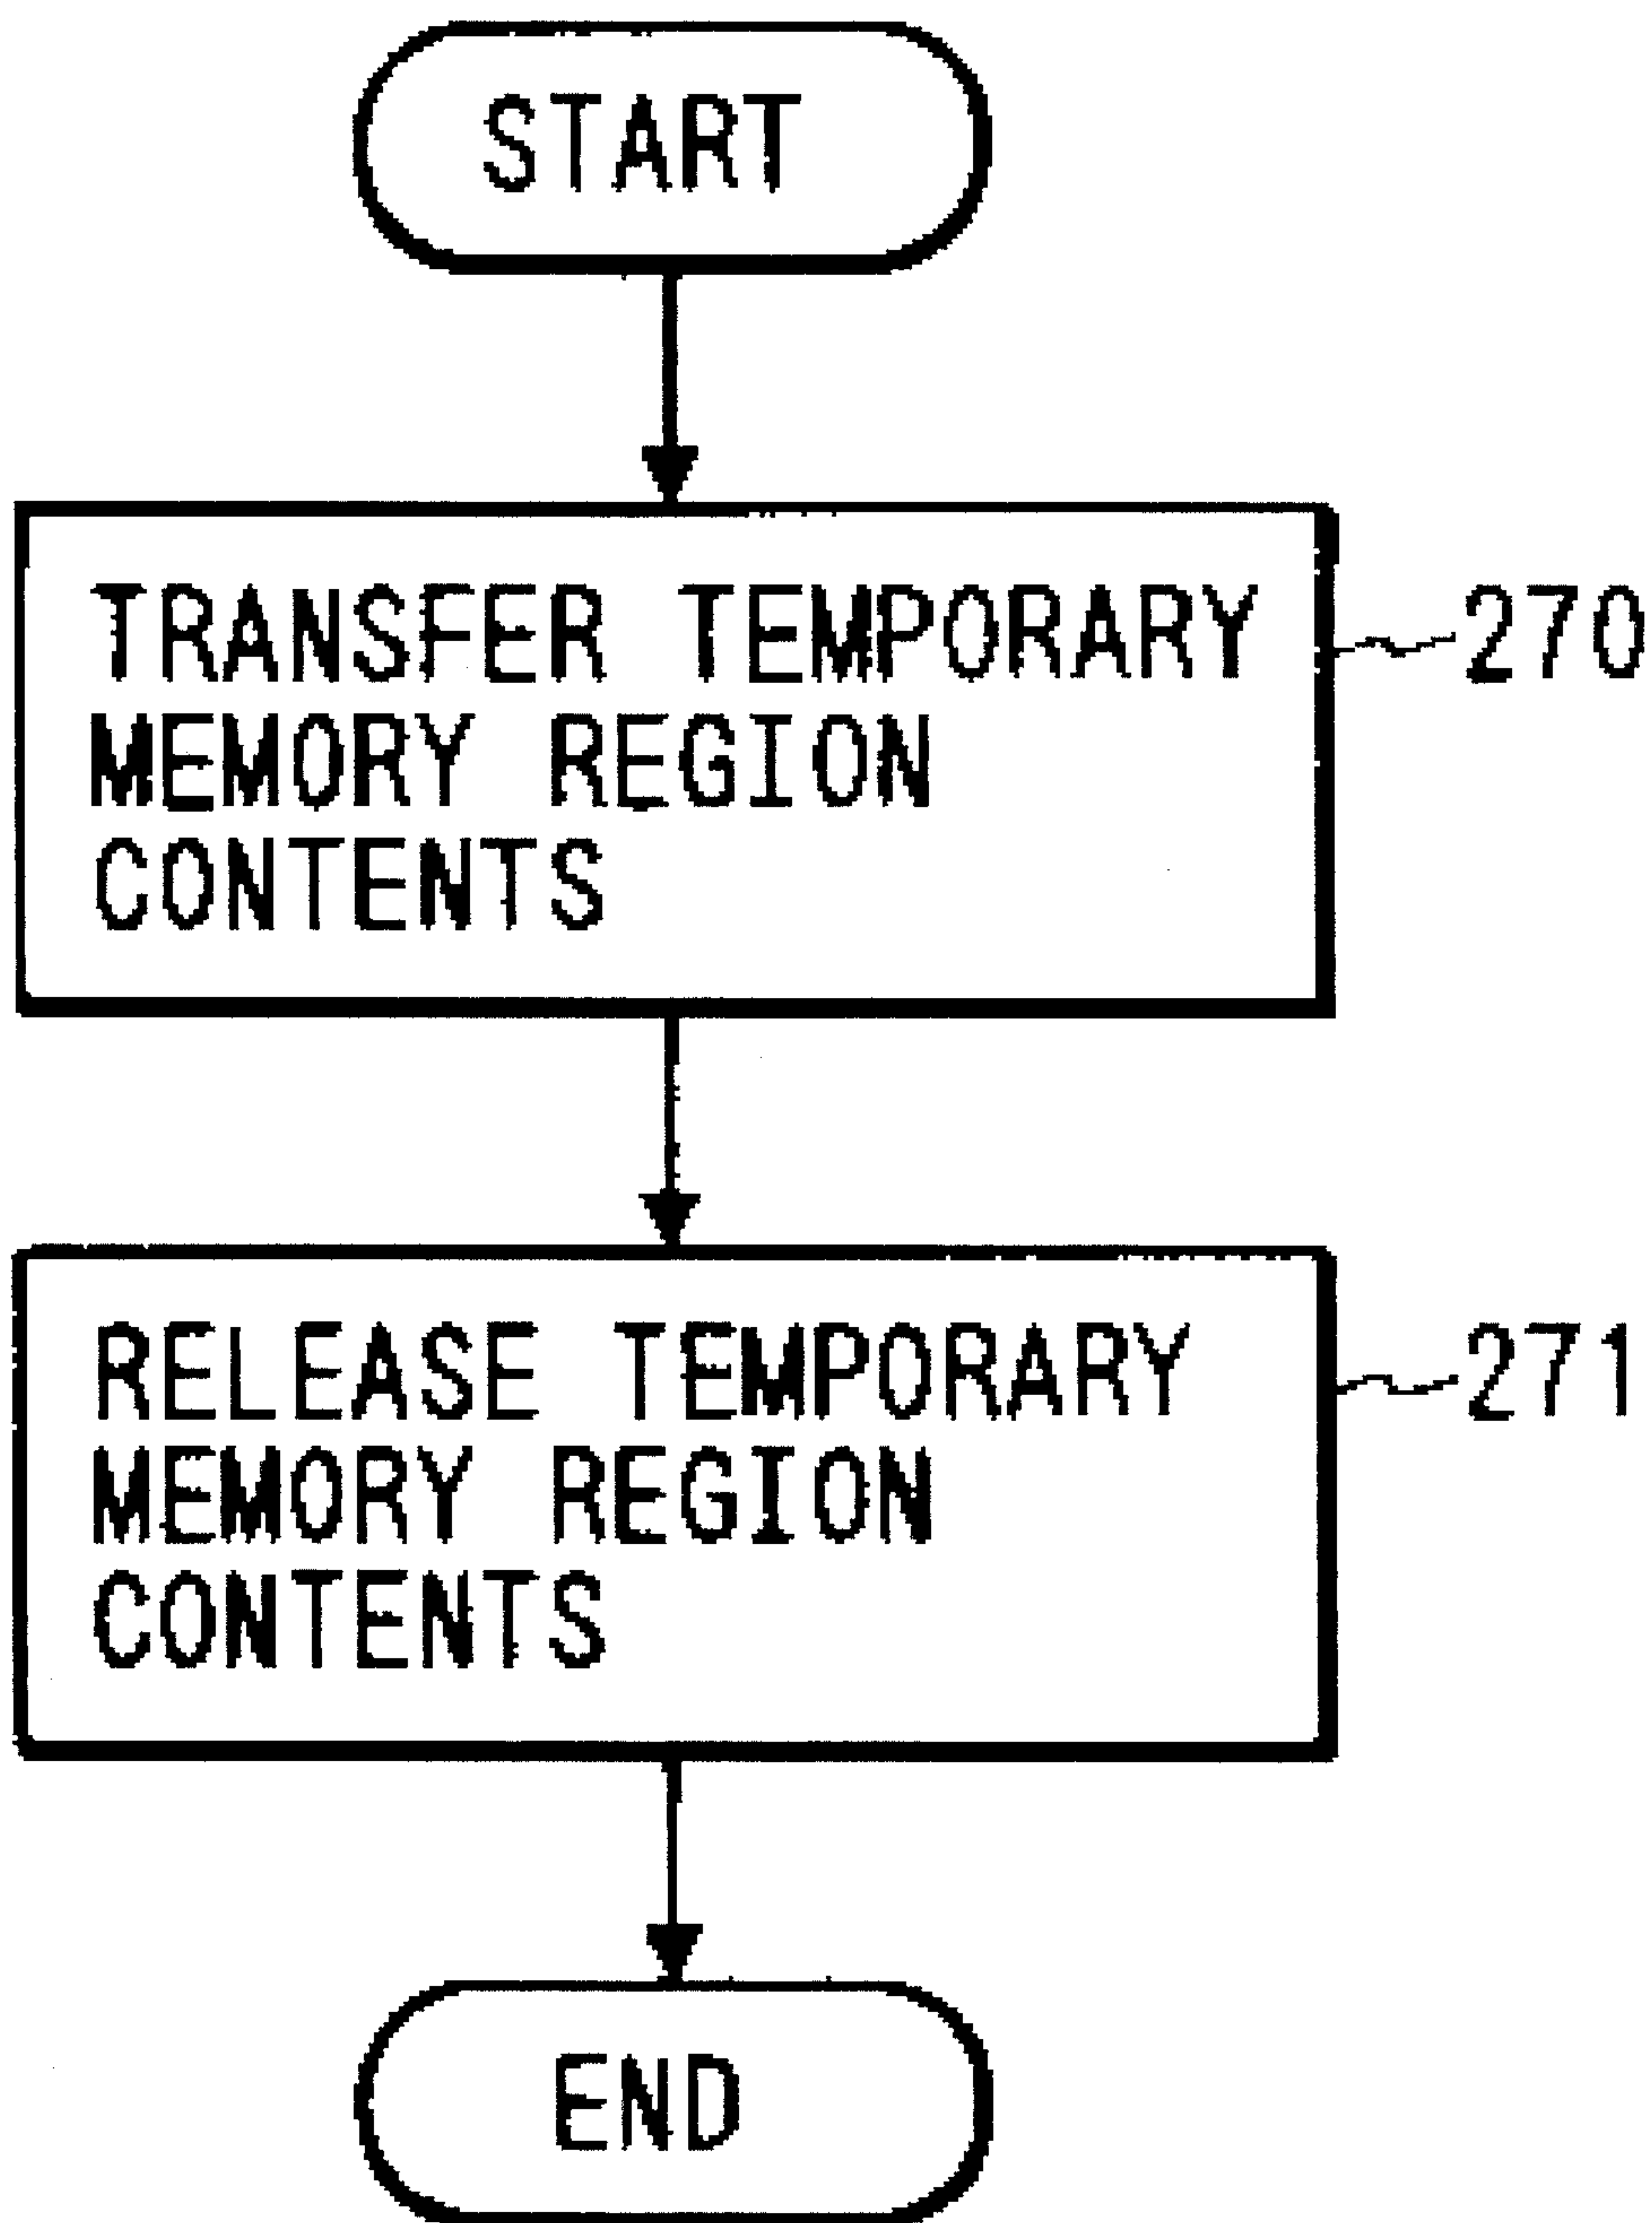 START
TRANSFER TEMPORARY
MEMORY REGION
CONTENTS
270
RELEASE TEMPORARY
MEMORY REGION
CONTENTS
271
END